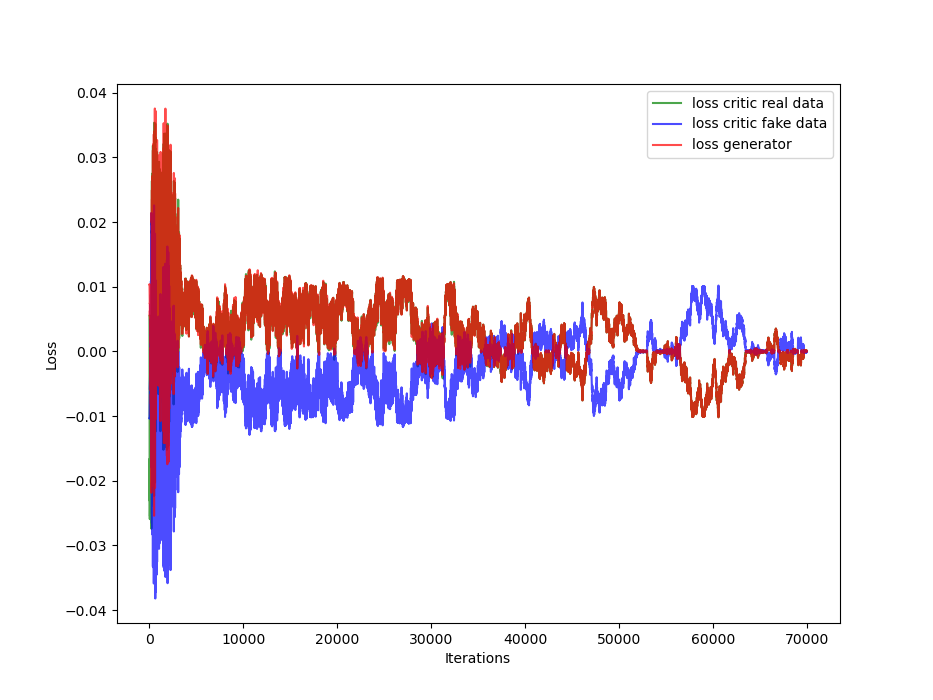 loss critic real data
loss critic fake data
loss generator
0.04
0.03
0.02
0.01
0.00
−0.01
−0.02
−0.03
−0.04
Loss
0 10000 20000 30000 40000 50000 60000 70000
Iterations